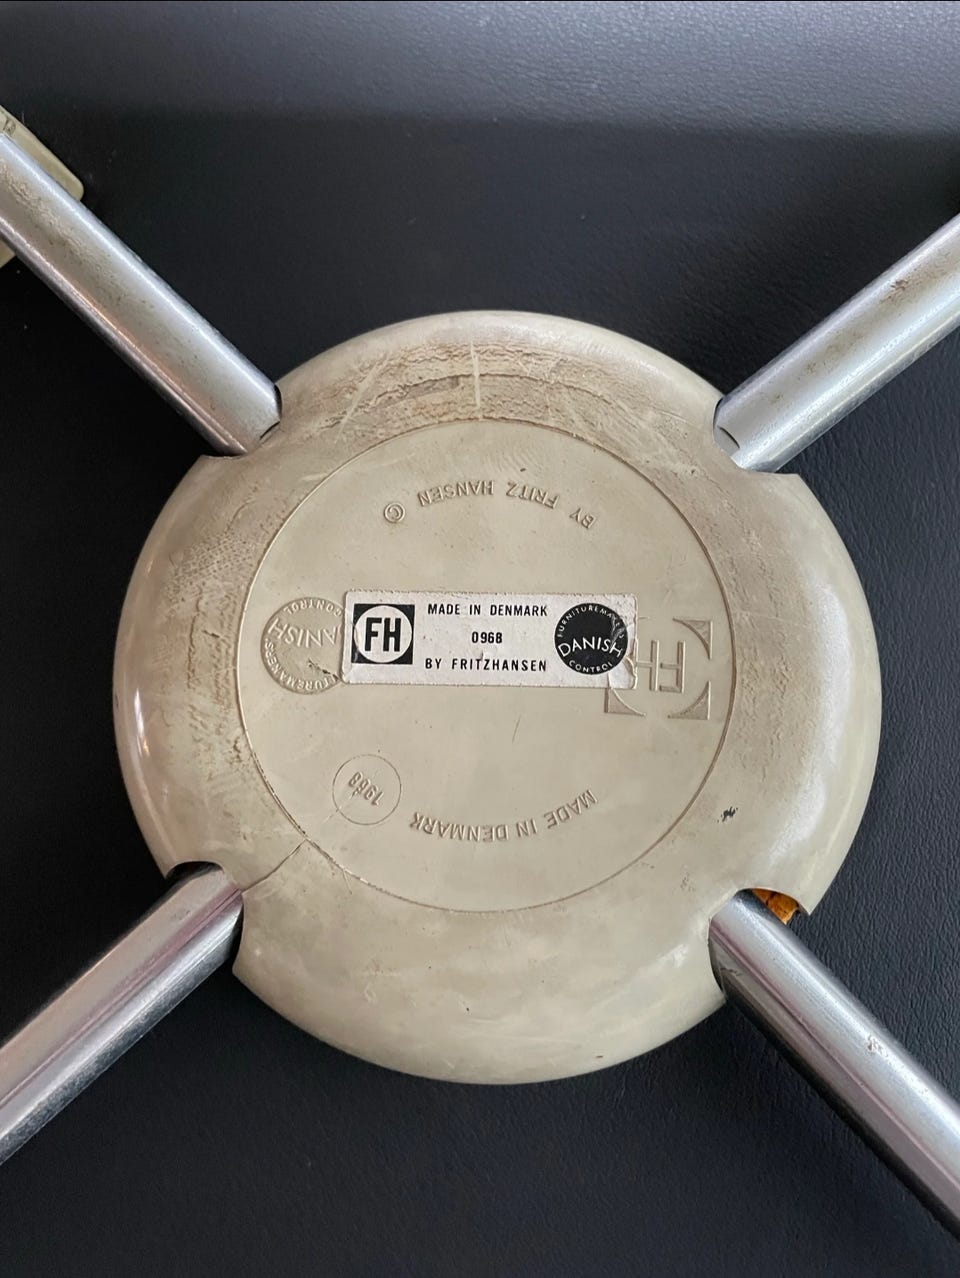 © BY FRITZ HANSEN
FH
MADE IN DENMARK
0968
BY FRITZHANSEN
FURNITUREMAKERS
DANISH
CONTROL
DANISH
CONTROL
FH
1968
MADE IN DENMARK